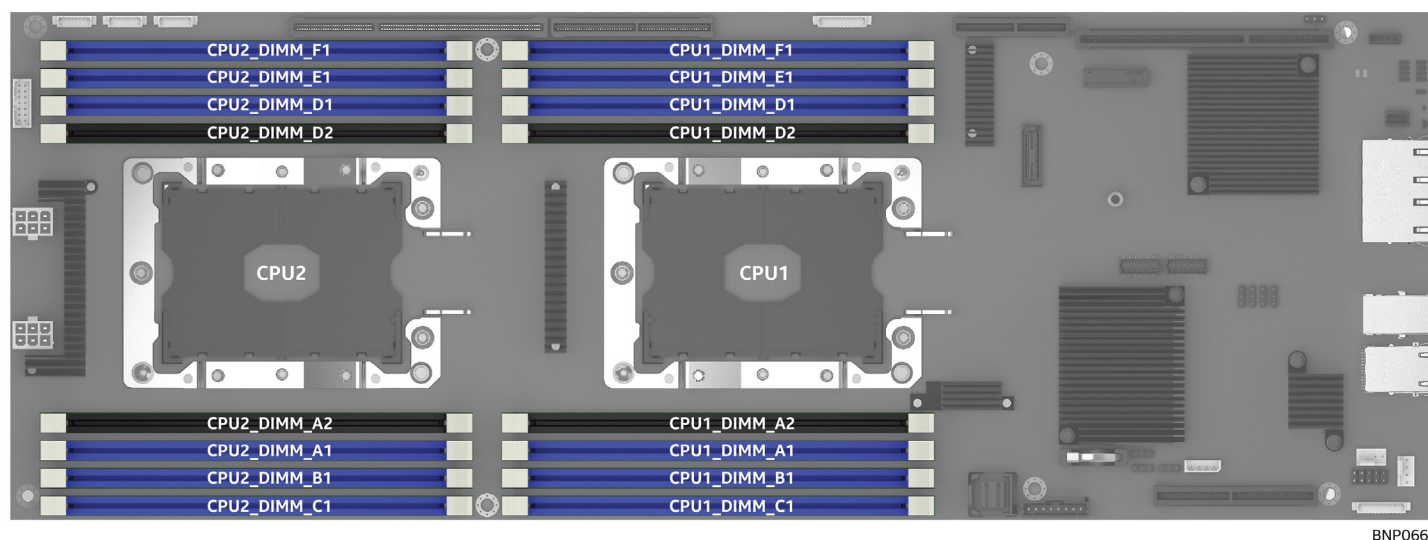 CPU2_DIMM_F1 CPU1_DIMM_F1
CPU2_DIMM_E1 CPU1_DIMM_E1
CPU2_DIMM_D1 CPU1_DIMM_D1
CPU2_DIMM_D2 CPU1_DIMM_D2
CPU2 CPU1
CPU2_DIMM_A2 CPU1_DIMM_A2
CPU2_DIMM_A1 CPU1_DIMM_A1
CPU2_DIMM_B1 CPU1_DIMM_B1
CPU2_DIMM_C1 CPU1_DIMM_C1
BNP066